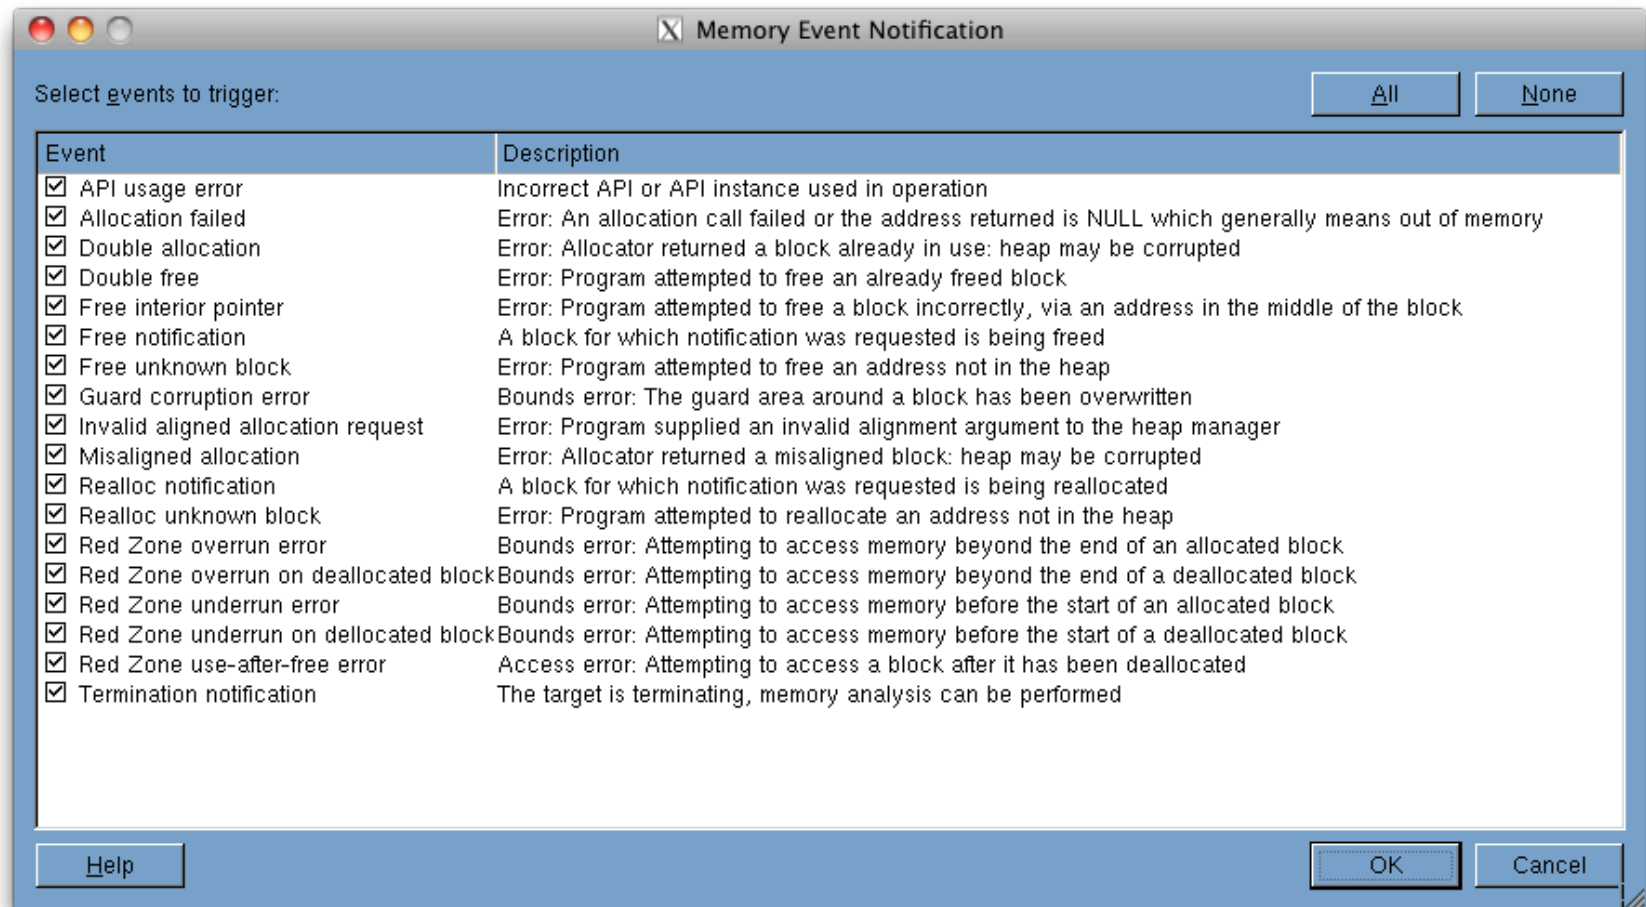 Memory Event Notification
Select events to trigger:
All
None
Event Description
API usage error Incorrect API or API instance used in operation
Allocation failed Error: An allocation call failed or the address returned is NULL which generally means out of memory
Double allocation Error: Allocator returned a block already in use: heap may be corrupted
Double free Error: Program attempted to free an already freed block
Free interior pointer Error: Program attempted to free a block incorrectly, via an address in the middle of the block
Free notification A block for which notification was requested is being freed
Free unknown block Error: Program attempted to free an address not in the heap
Guard corruption error Bounds error: The guard area around a block has been overwritten
Invalid aligned allocation request Error: Program supplied an invalid alignment argument to the heap manager
Misaligned allocation Error: Allocator returned a misaligned block: heap may be corrupted
Realloc notification A block for which notification was requested is being reallocated
Realloc unknown block Error: Program attempted to reallocate an address not in the heap
Red Zone overrun error Bounds error: Attempting to access memory beyond the end of an allocated block
Red Zone overrun on deallocated block Bounds error: Attempting to access memory beyond the end of a deallocated block
Red Zone underrun error Bounds error: Attempting to access memory before the start of an allocated block
Red Zone underrun on dellocated block Bounds error: Attempting to access memory before the start of a deallocated block
Red Zone use-after-free error Access error: Attempting to access a block after it has been deallocated
Termination notification The target is terminating, memory analysis can be performed
Help
OK
Cancel